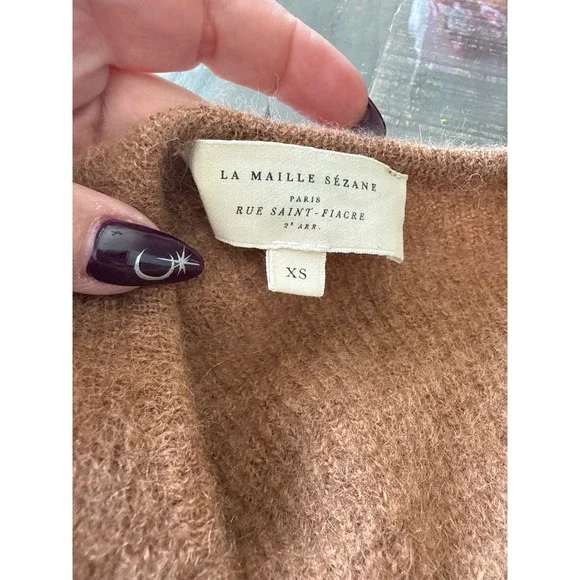 LA MAILLE SÉZANE
PARIS
RUE SAINT-FIACRE
2e ARR.
XS